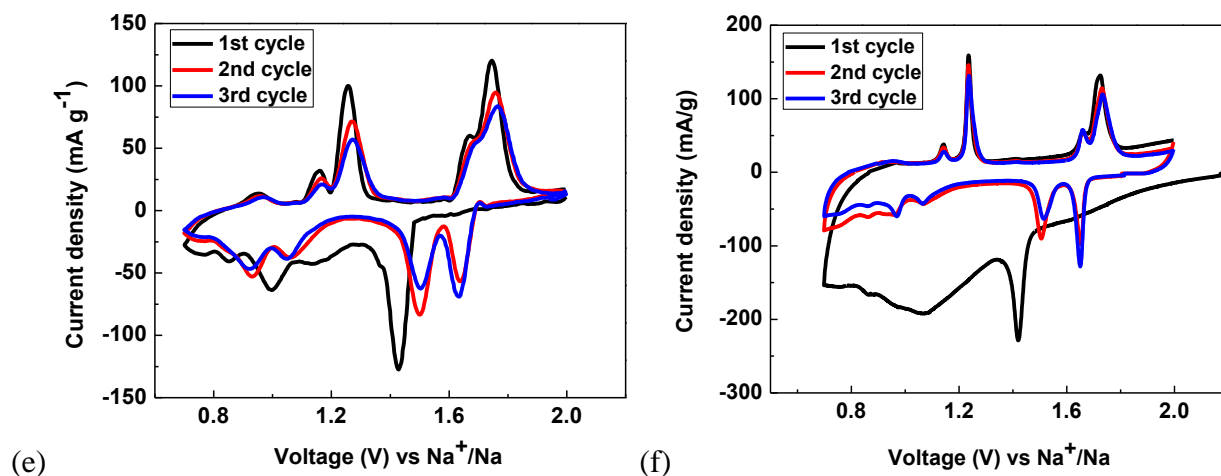 150
100
50
0
-50
-100
-150
Current density (mA g-1)
1st cycle
2nd cycle
3rd cycle
0.8 1.2 1.6 2.0
Voltage (V) vs Na+/Na
(e)
200
100
0
-100
-200
-300
Current density (mA/g)
1st cycle
2nd cycle
3rd cycle
0.8 1.2 1.6 2.0
Voltage (V) vs Na+/Na
(f)